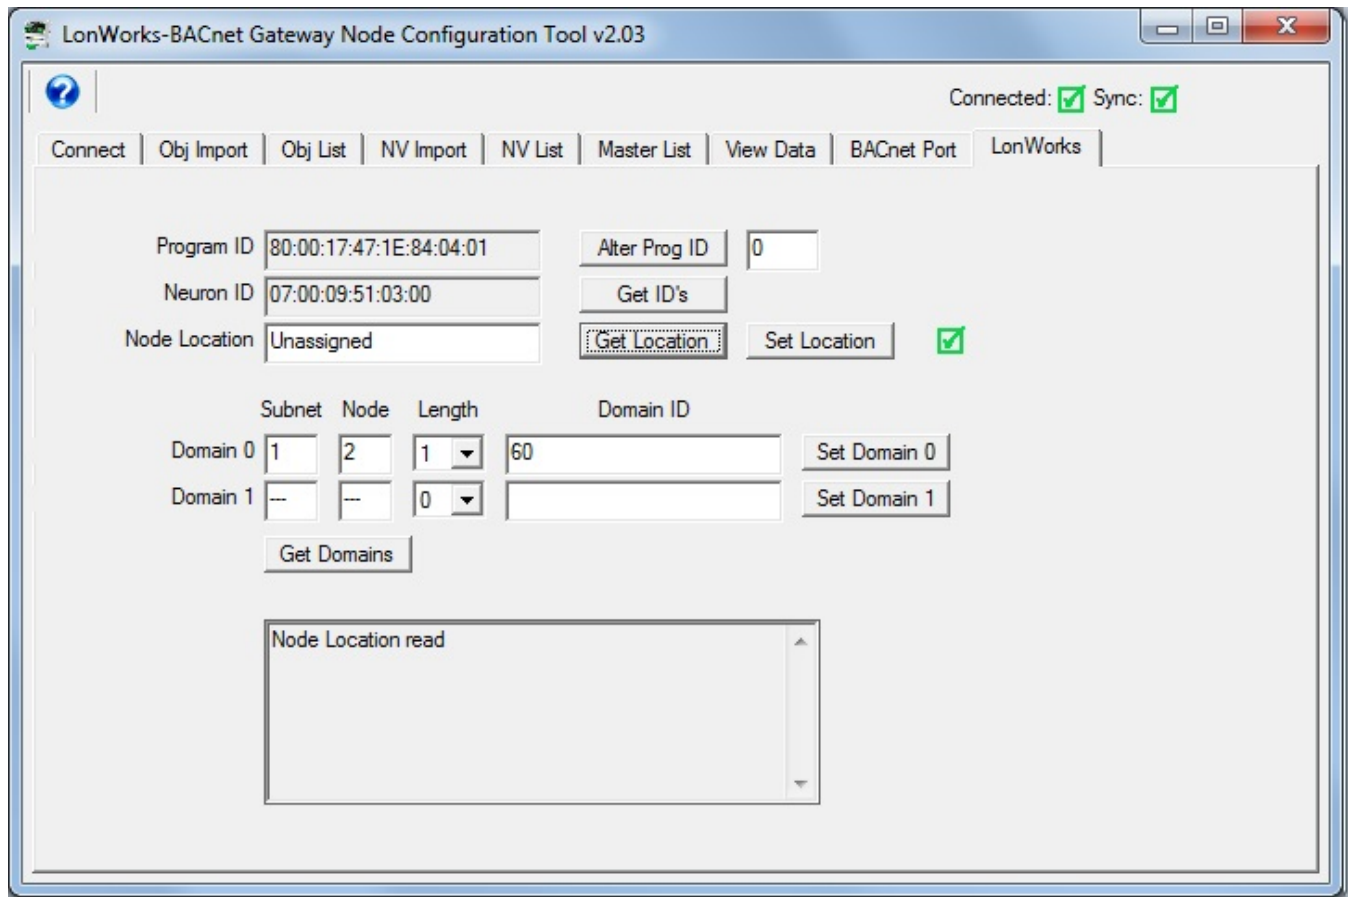 LonWorks-BACnet Gateway Node Configuration Tool v2.03
Connected: Sync:
Connect Obj Import Obj List NV Import NV List Master List View Data BACnet Port LonWorks
Program ID 80:00:17:47:1E:84:04:01 Alter Prog ID 0
Neuron ID 07:00:09:51:03:00 Get ID's
Node Location Unassigned Get Location Set Location
Subnet Node Length Domain ID
Domain 0 1 2 1 60 Set Domain 0
Domain 1 --- --- 0 Set Domain 1
Get Domains
Node Location read